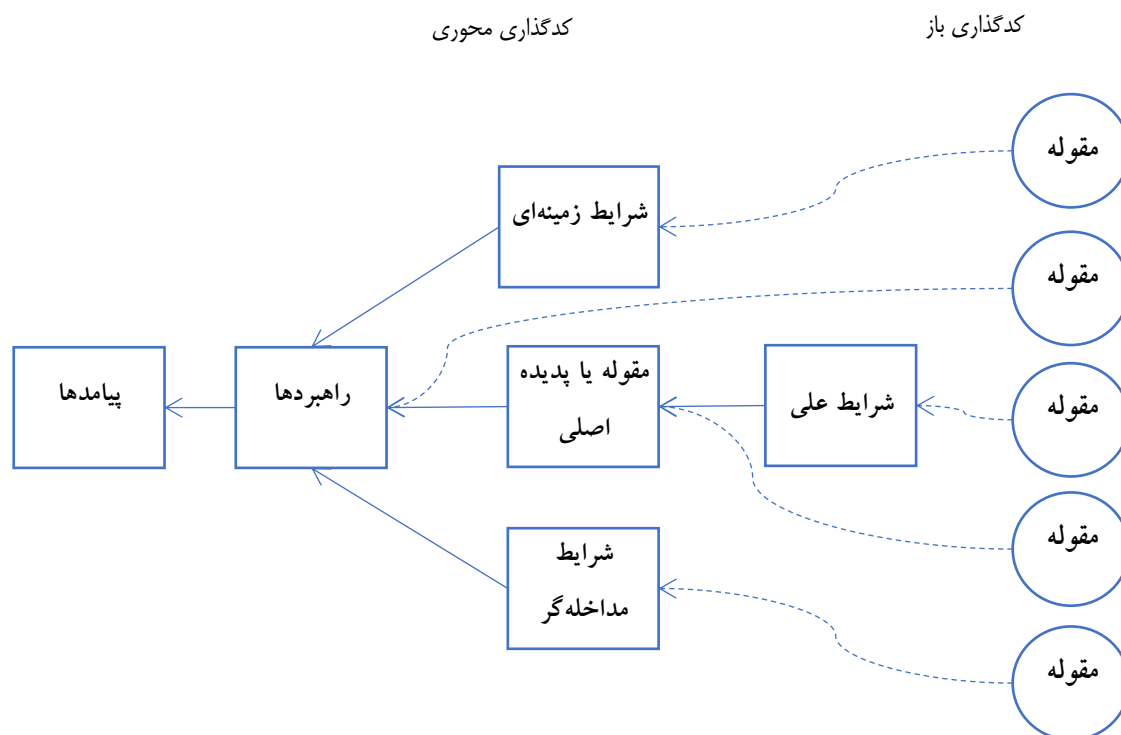 کدگذاری باز
کدگذاری محوری
مقوله
شرایط زمینه‌ای
مقوله
مقوله
شرایط علی
مقوله یا پدیده
اصلی
راهبردها
پیامدها
مقوله
شرایط
مداخله‌گر
مقوله